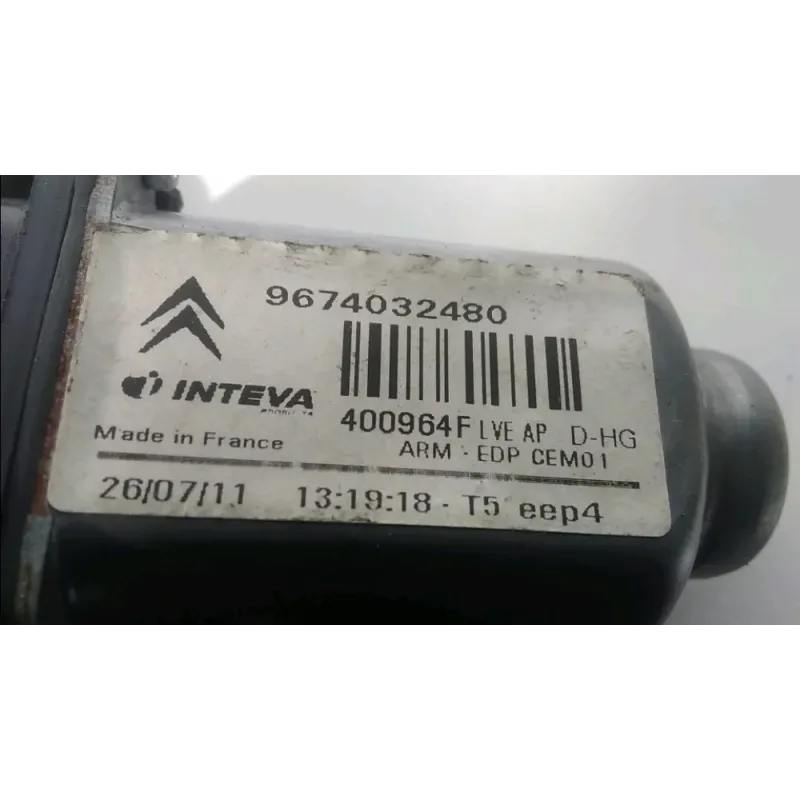 9674032480
INTEVA
PRODUCTS
400964F LVE AP D-HG
Made in France
ARM - EDP CEM01
26/07/11 13:19:18 - T5 eep4